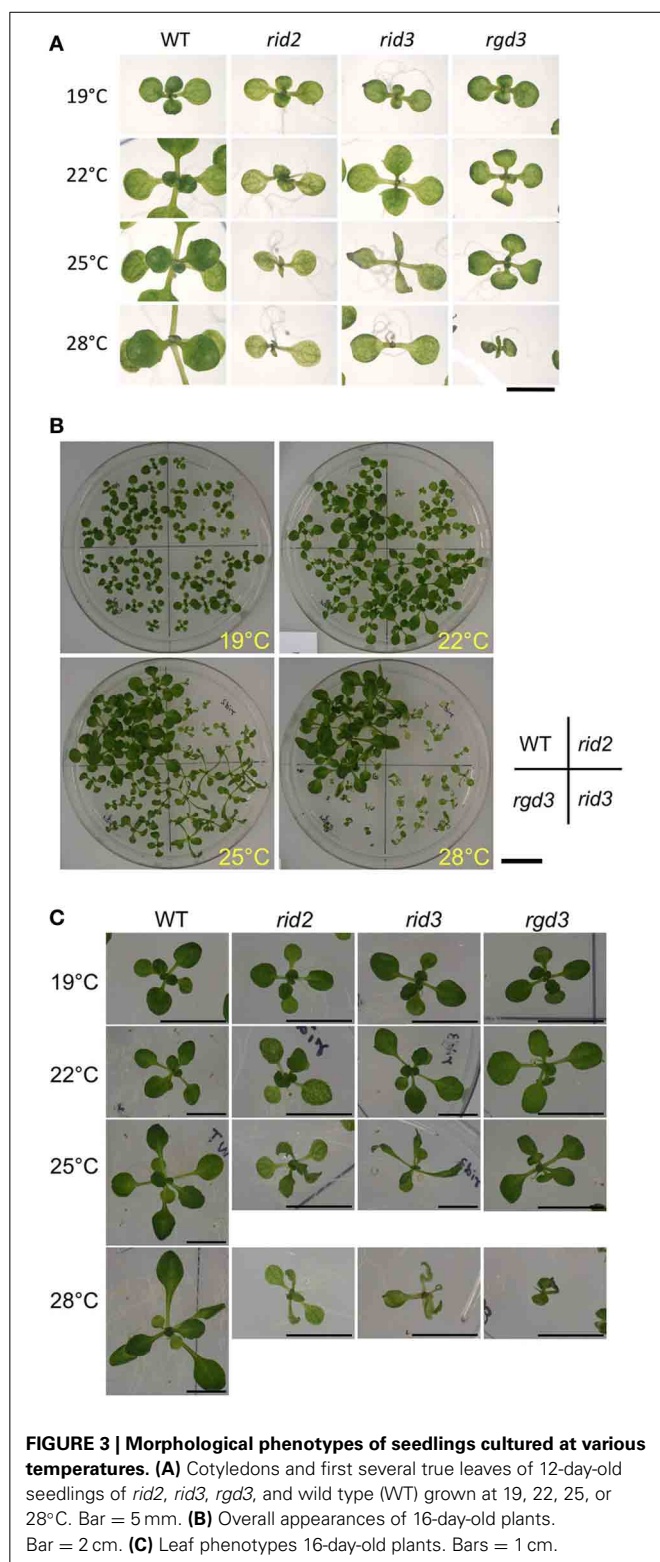 A
WT rid2 rid3 rgd3
19°C
22°C
25°C
28°C
B
19°C 22°C
25°C 28°C
WT rid2
rgd3 rid3
C
WT rid2 rid3 rgd3
19°C
22°C
25°C
28°C
FIGURE 3 | Morphological phenotypes of seedlings cultured at various
temperatures. (A) Cotyledons and first several true leaves of 12-day-old
seedlings of rid2, rid3, rgd3, and wild type (WT) grown at 19, 22, 25, or
28°C. Bar = 5 mm. (B) Overall appearances of 16-day-old plants.
Bar = 2 cm. (C) Leaf phenotypes 16-day-old plants. Bars = 1 cm.